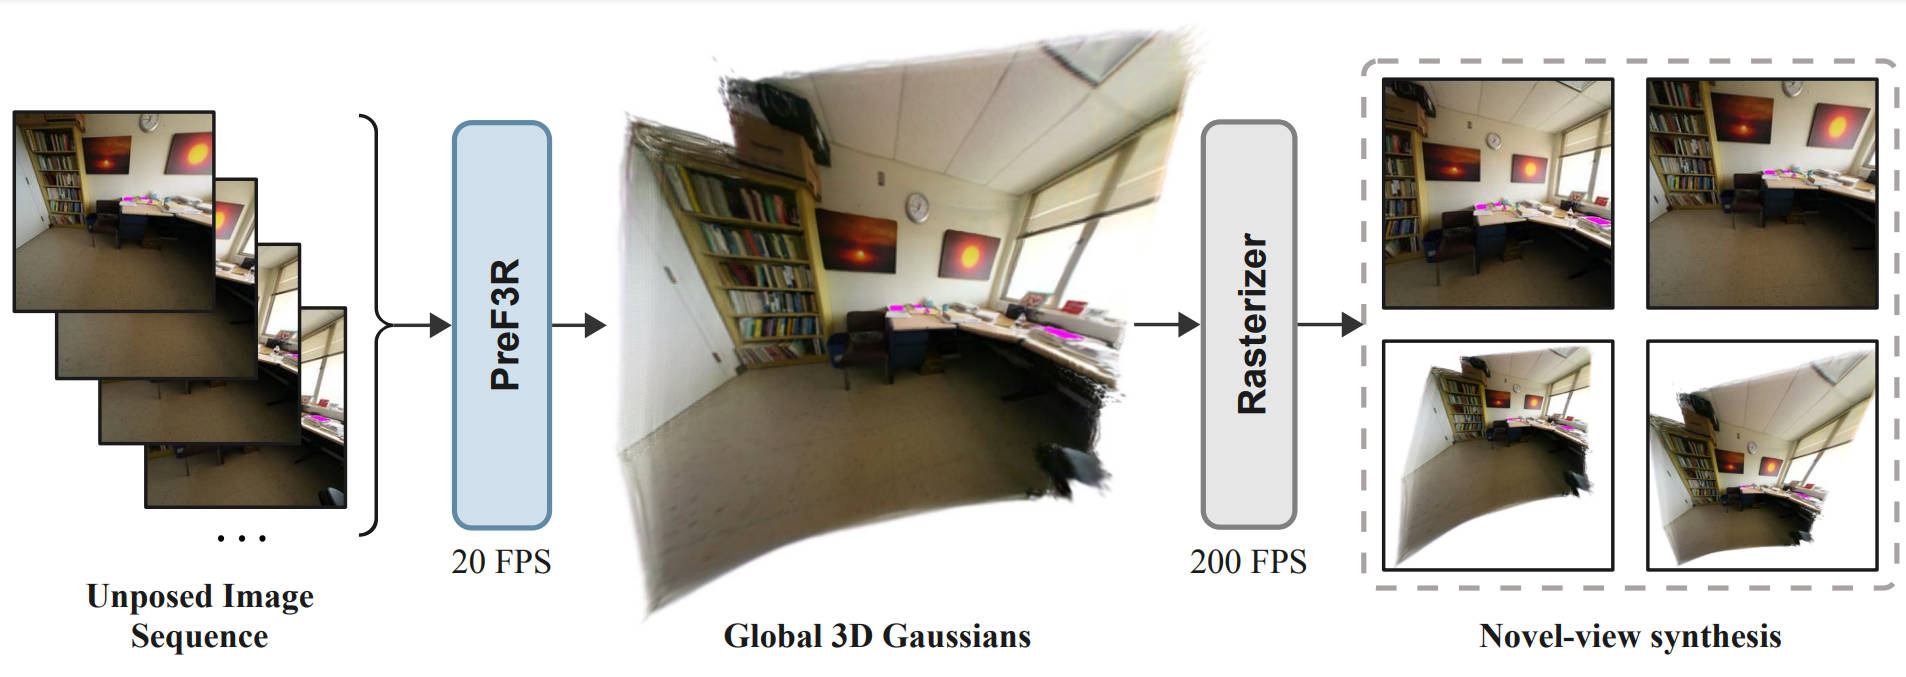 Unposed Image
Sequence
. . .
PreF3R
20 FPS
Global 3D Gaussians
Rasterizer
200 FPS
Novel-view synthesis